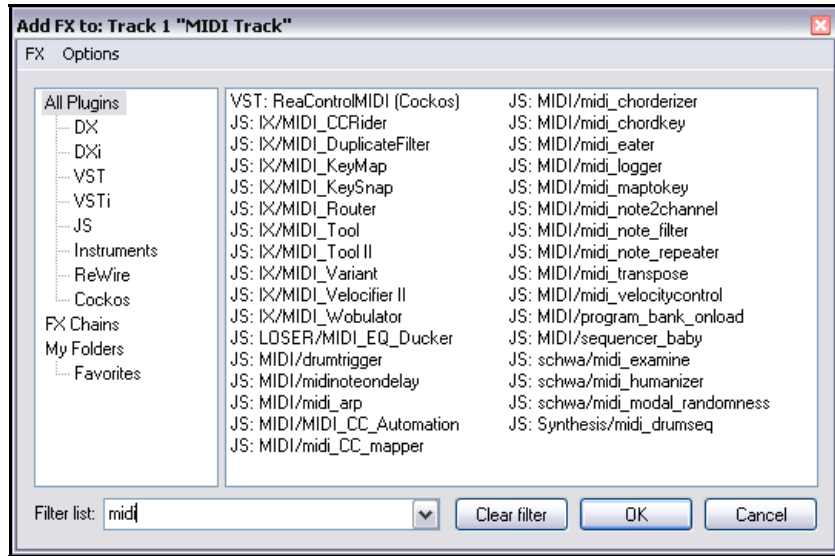 Add FX to: Track 1 "MIDI Track"
FX Options
All Plugins
DX
DXi
VST
VSTi
JS
Instruments
ReWire
Cockos
FX Chains
My Folders
Favorites
VST: ReaControlMIDI (Cockos)
JS: IX/MIDI_CCRider
JS: IX/MIDI_DuplicateFilter
JS: IX/MIDI_KeyMap
JS: IX/MIDI_KeySnap
JS: IX/MIDI_Router
JS: IX/MIDI_Tool
JS: IX/MIDI_Tool II
JS: IX/MIDI_Variant
JS: IX/MIDI_Velocifier II
JS: IX/MIDI_Wobulator
JS: LOSER/MIDI_EQ_Ducker
JS: MIDI/drumtrigger
JS: MIDI/midinoteondelay
JS: MIDI/midi_arp
JS: MIDI/MIDI_CC_Automation
JS: MIDI/midi_CC_mapper
JS: MIDI/midi_chorderizer
JS: MIDI/midi_chordkey
JS: MIDI/midi_eater
JS: MIDI/midi_logger
JS: MIDI/midi_maptokey
JS: MIDI/midi_note2channel
JS: MIDI/midi_note_filter
JS: MIDI/midi_note_repeater
JS: MIDI/midi_transpose
JS: MIDI/midi_velocitycontrol
JS: MIDI/program_bank_onload
JS: MIDI/sequencer_baby
JS: schwa/midi_examine
JS: schwa/midi_humanizer
JS: schwa/midi_modal_randomness
JS: Synthesis/midi_drumseq
Filter list: midi
Clear filter
OK
Cancel